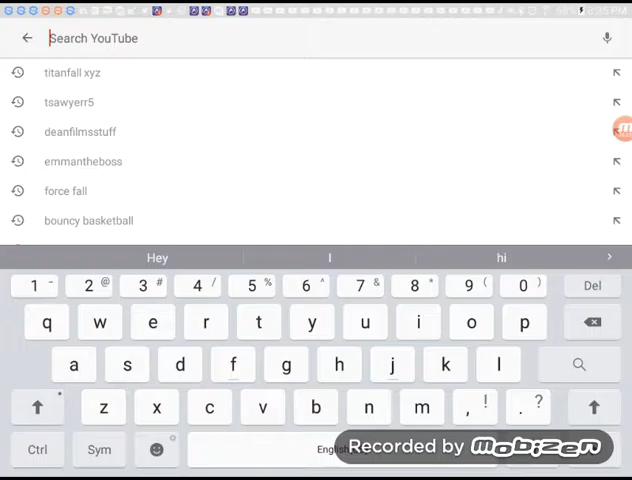 Search YouTube
titanfall xyz
tsawyerr5
deanfilmsstuff
emmantheboss
force fall
bouncy basketball
Hey I hi >
1 - 2 @ 3 # 4 / 5 % 6 ^ 7 & 8 * 9 ( 0 ) Del
q w e r t y u i o p
a s d f g h j k l
z x c v b n m , ! . ?
Ctrl Sym English
Recorded by mobizen